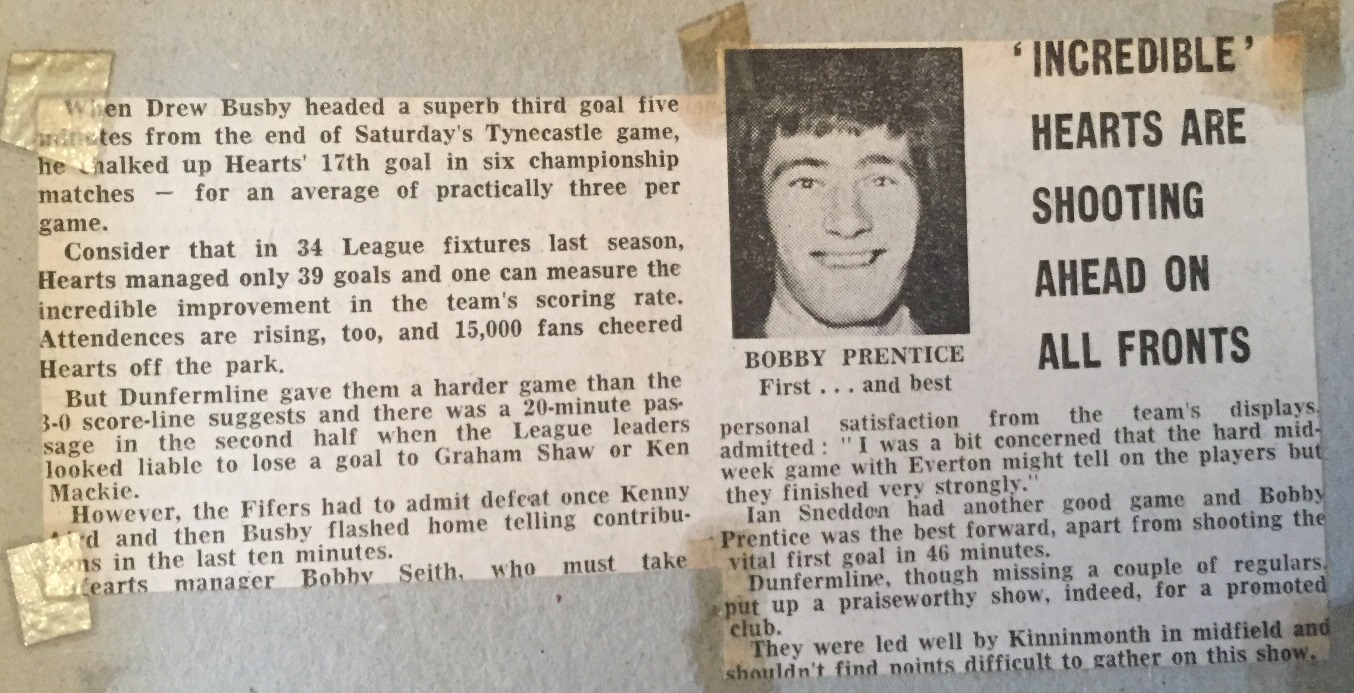 When Drew Busby headed a superb third goal five
minutes from the end of Saturday's Tynecastle game,
he chalked up Hearts' 17th goal in six championship
matches — for an average of practically three per
game.
Consider that in 34 League fixtures last season,
Hearts managed only 39 goals and one can measure the
incredible improvement in the team's scoring rate.
Attendences are rising, too, and 15,000 fans cheered
Hearts off the park.
But Dunfermline gave them a harder game than the
3-0 score-line suggests and there was a 20-minute pas-
sage in the second half when the League leaders
looked liable to lose a goal to Graham Shaw or Ken
Mackie.
However, the Fifers had to admit defeat once Kenny
and then Busby flashed home telling contribu-
in the last ten minutes.
Hearts manager Bobby Seith, who must take
BOBBY PRENTICE
First . . . and best
‘INCREDIBLE’
HEARTS ARE
SHOOTING
AHEAD ON
ALL FRONTS
personal satisfaction from the team's displays,
admitted : "I was a bit concerned that the hard mid-
week game with Everton might tell on the players but
they finished very strongly."
Ian Sneddon had another good game and Bobby
Prentice was the best forward, apart from shooting the
vital first goal in 46 minutes.
Dunfermline, though missing a couple of regulars,
put up a praiseworthy show, indeed, for a promoted
club.
They were led well by Kinninmonth in midfield and
shouldn't find points difficult to gather on this show.